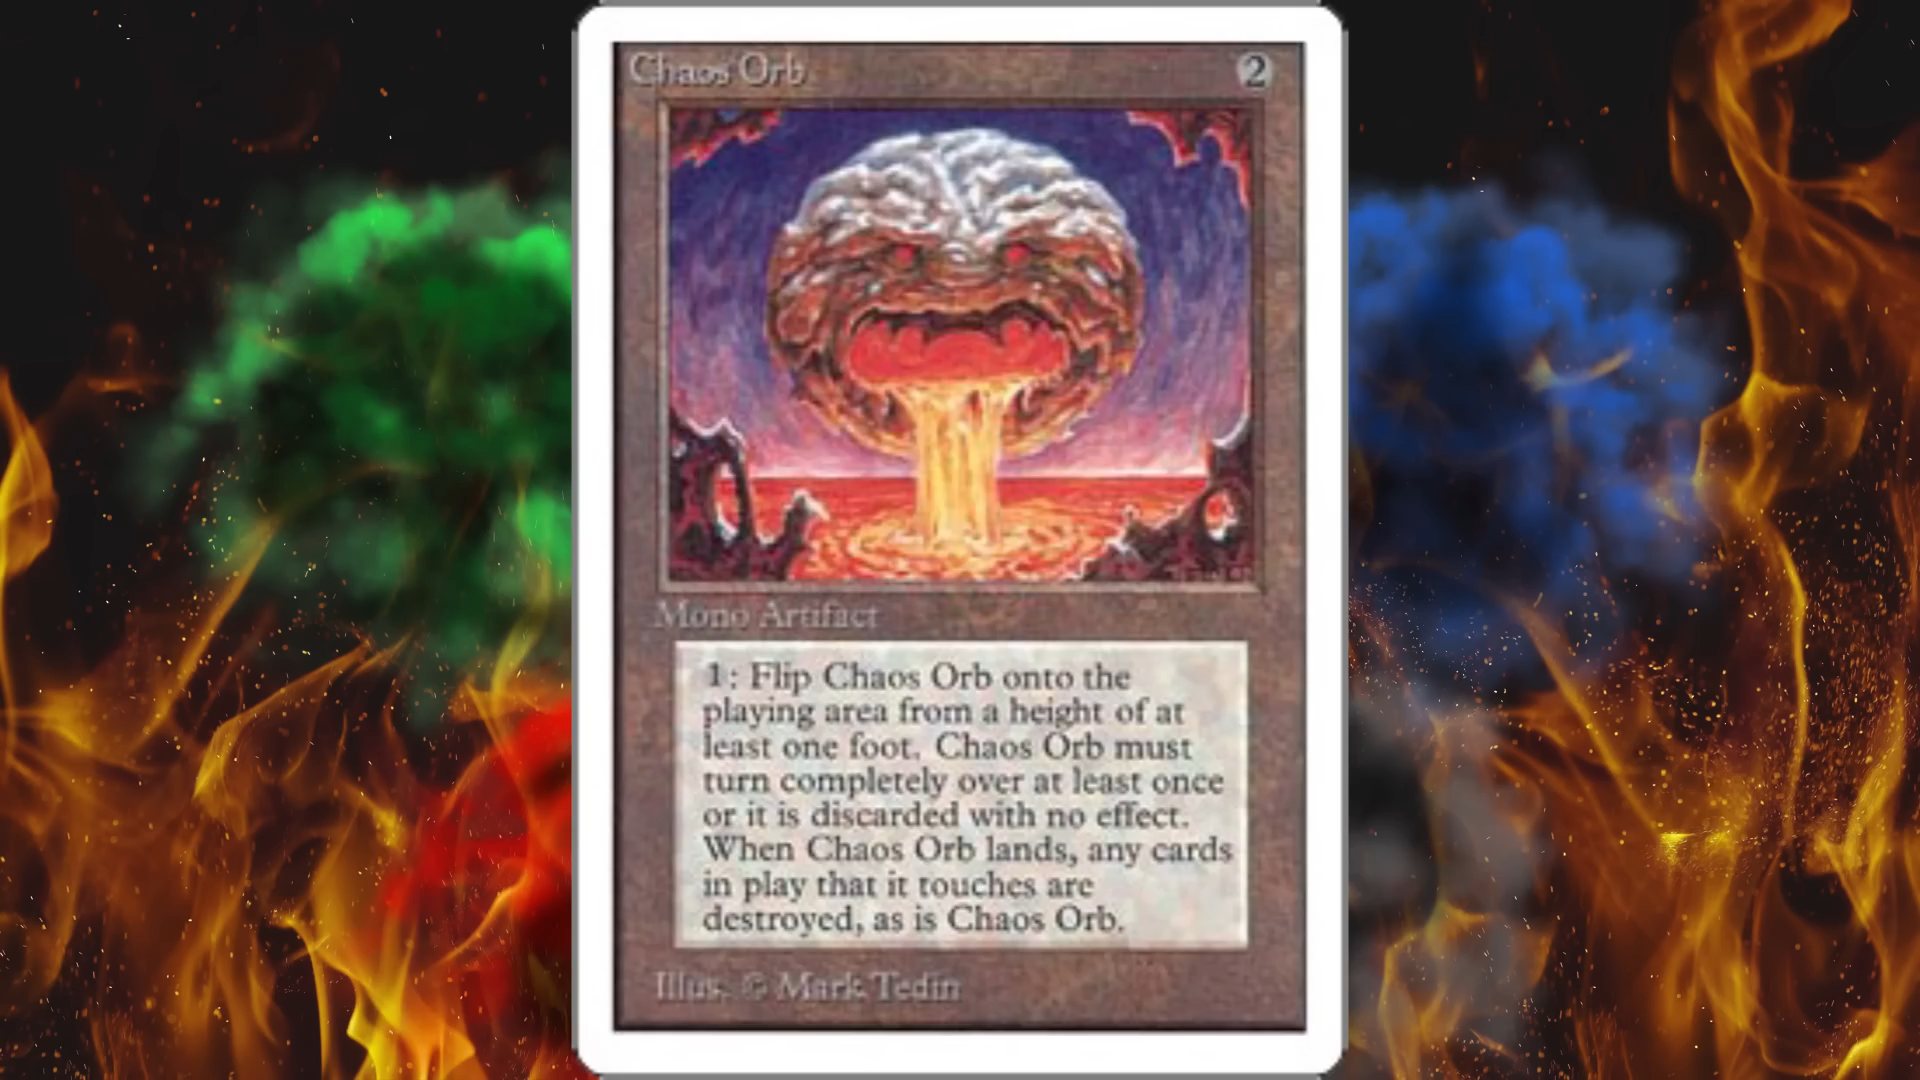 Chaos Orb 2
Mono Artifact
1: Flip Chaos Orb onto the
playing area from a height of at
least one foot. Chaos Orb must
turn completely over at least once
or it is discarded with no effect.
When Chaos Orb lands, any cards
in play that it touches are
destroyed, as is Chaos Orb.
Illus. © Mark Tedin